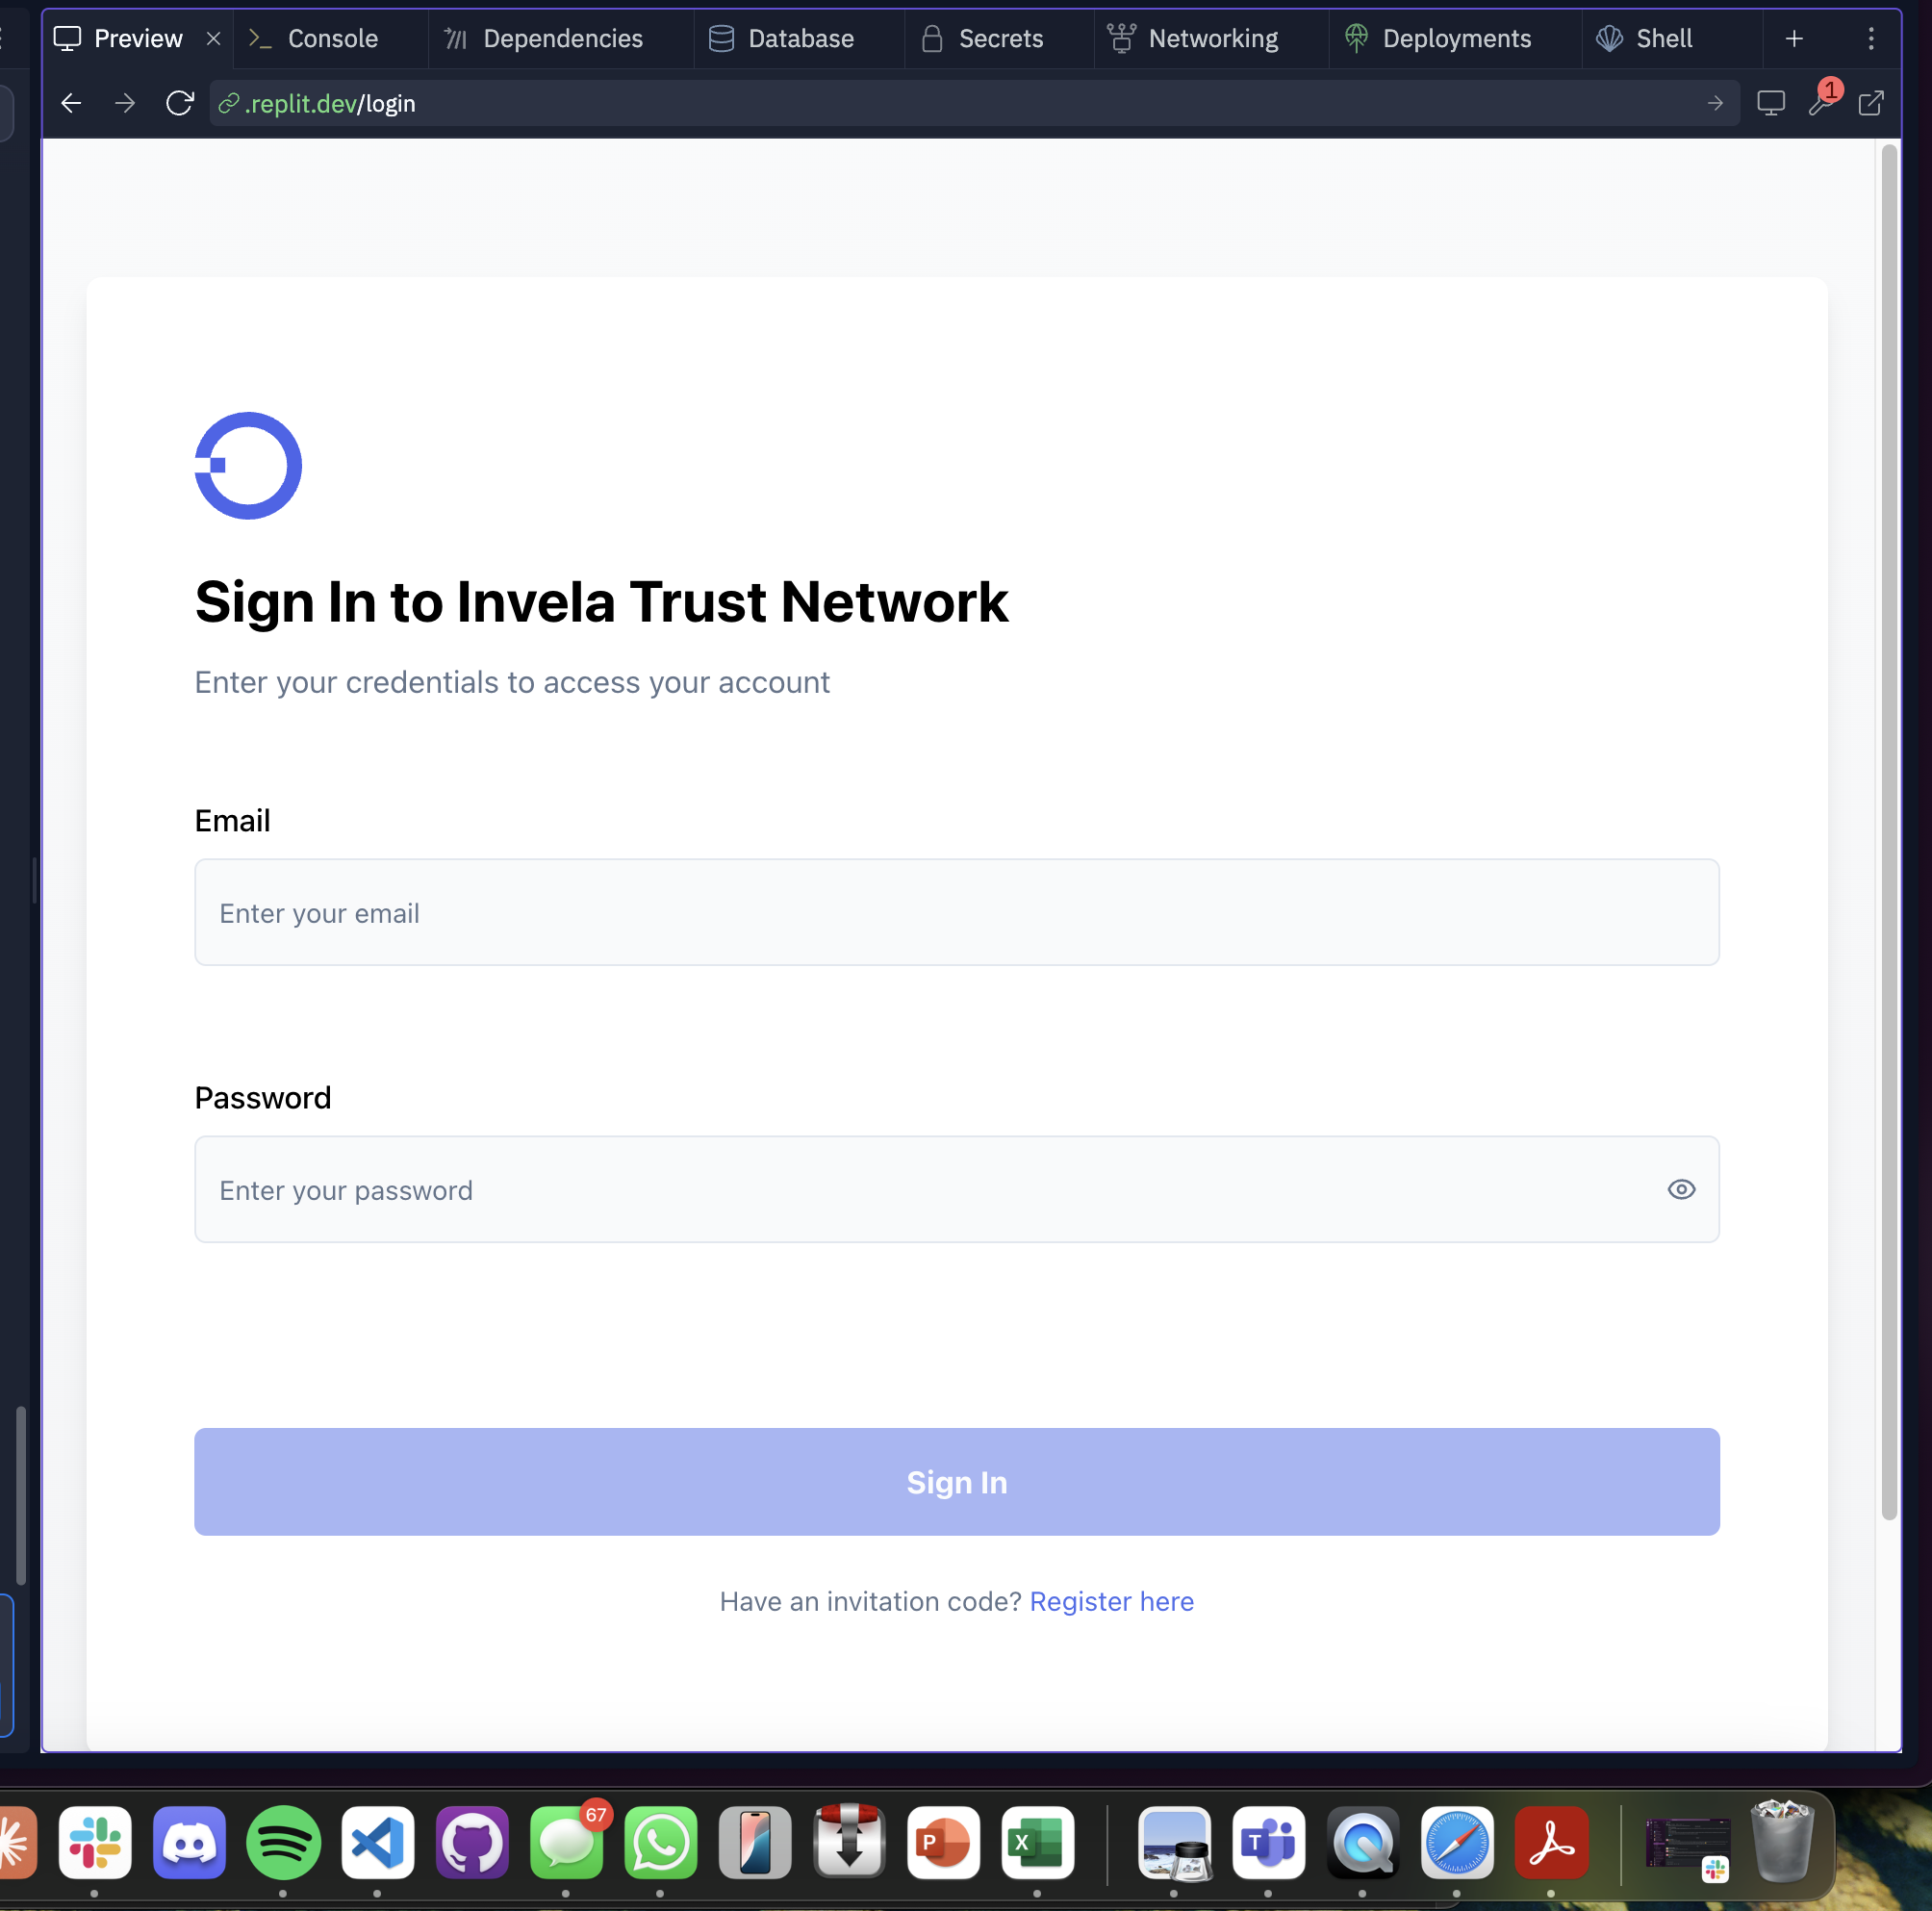 Preview
Console
Dependencies
Database
Secrets
Networking
Deployments
Shell
.replit.dev/login
1
Sign In to Invela Trust Network
Enter your credentials to access your account
Email
Enter your email
Password
Enter your password
Sign In
Have an invitation code? Register here
67
P
X
T